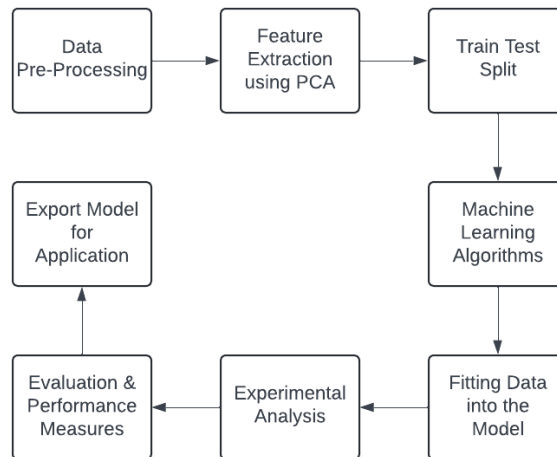 Data
Pre-Processing
Feature
Extraction
using PCA
Train Test
Split
Machine
Learning
Algorithms
Fitting Data
into the
Model
Experimental
Analysis
Evaluation &
Performance
Measures
Export Model
for
Application